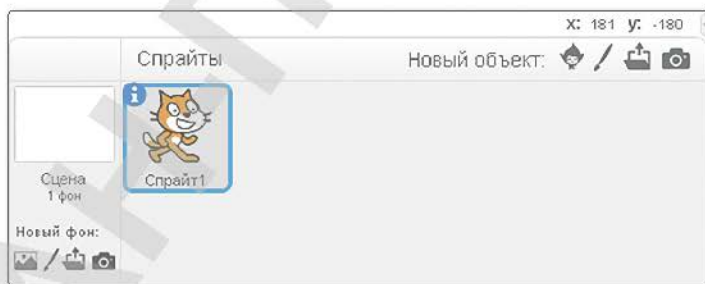 x: 181 y: -180
Спрайты
Новый объект:
Спрайт1
Сцена
1 фон
Новый фон: